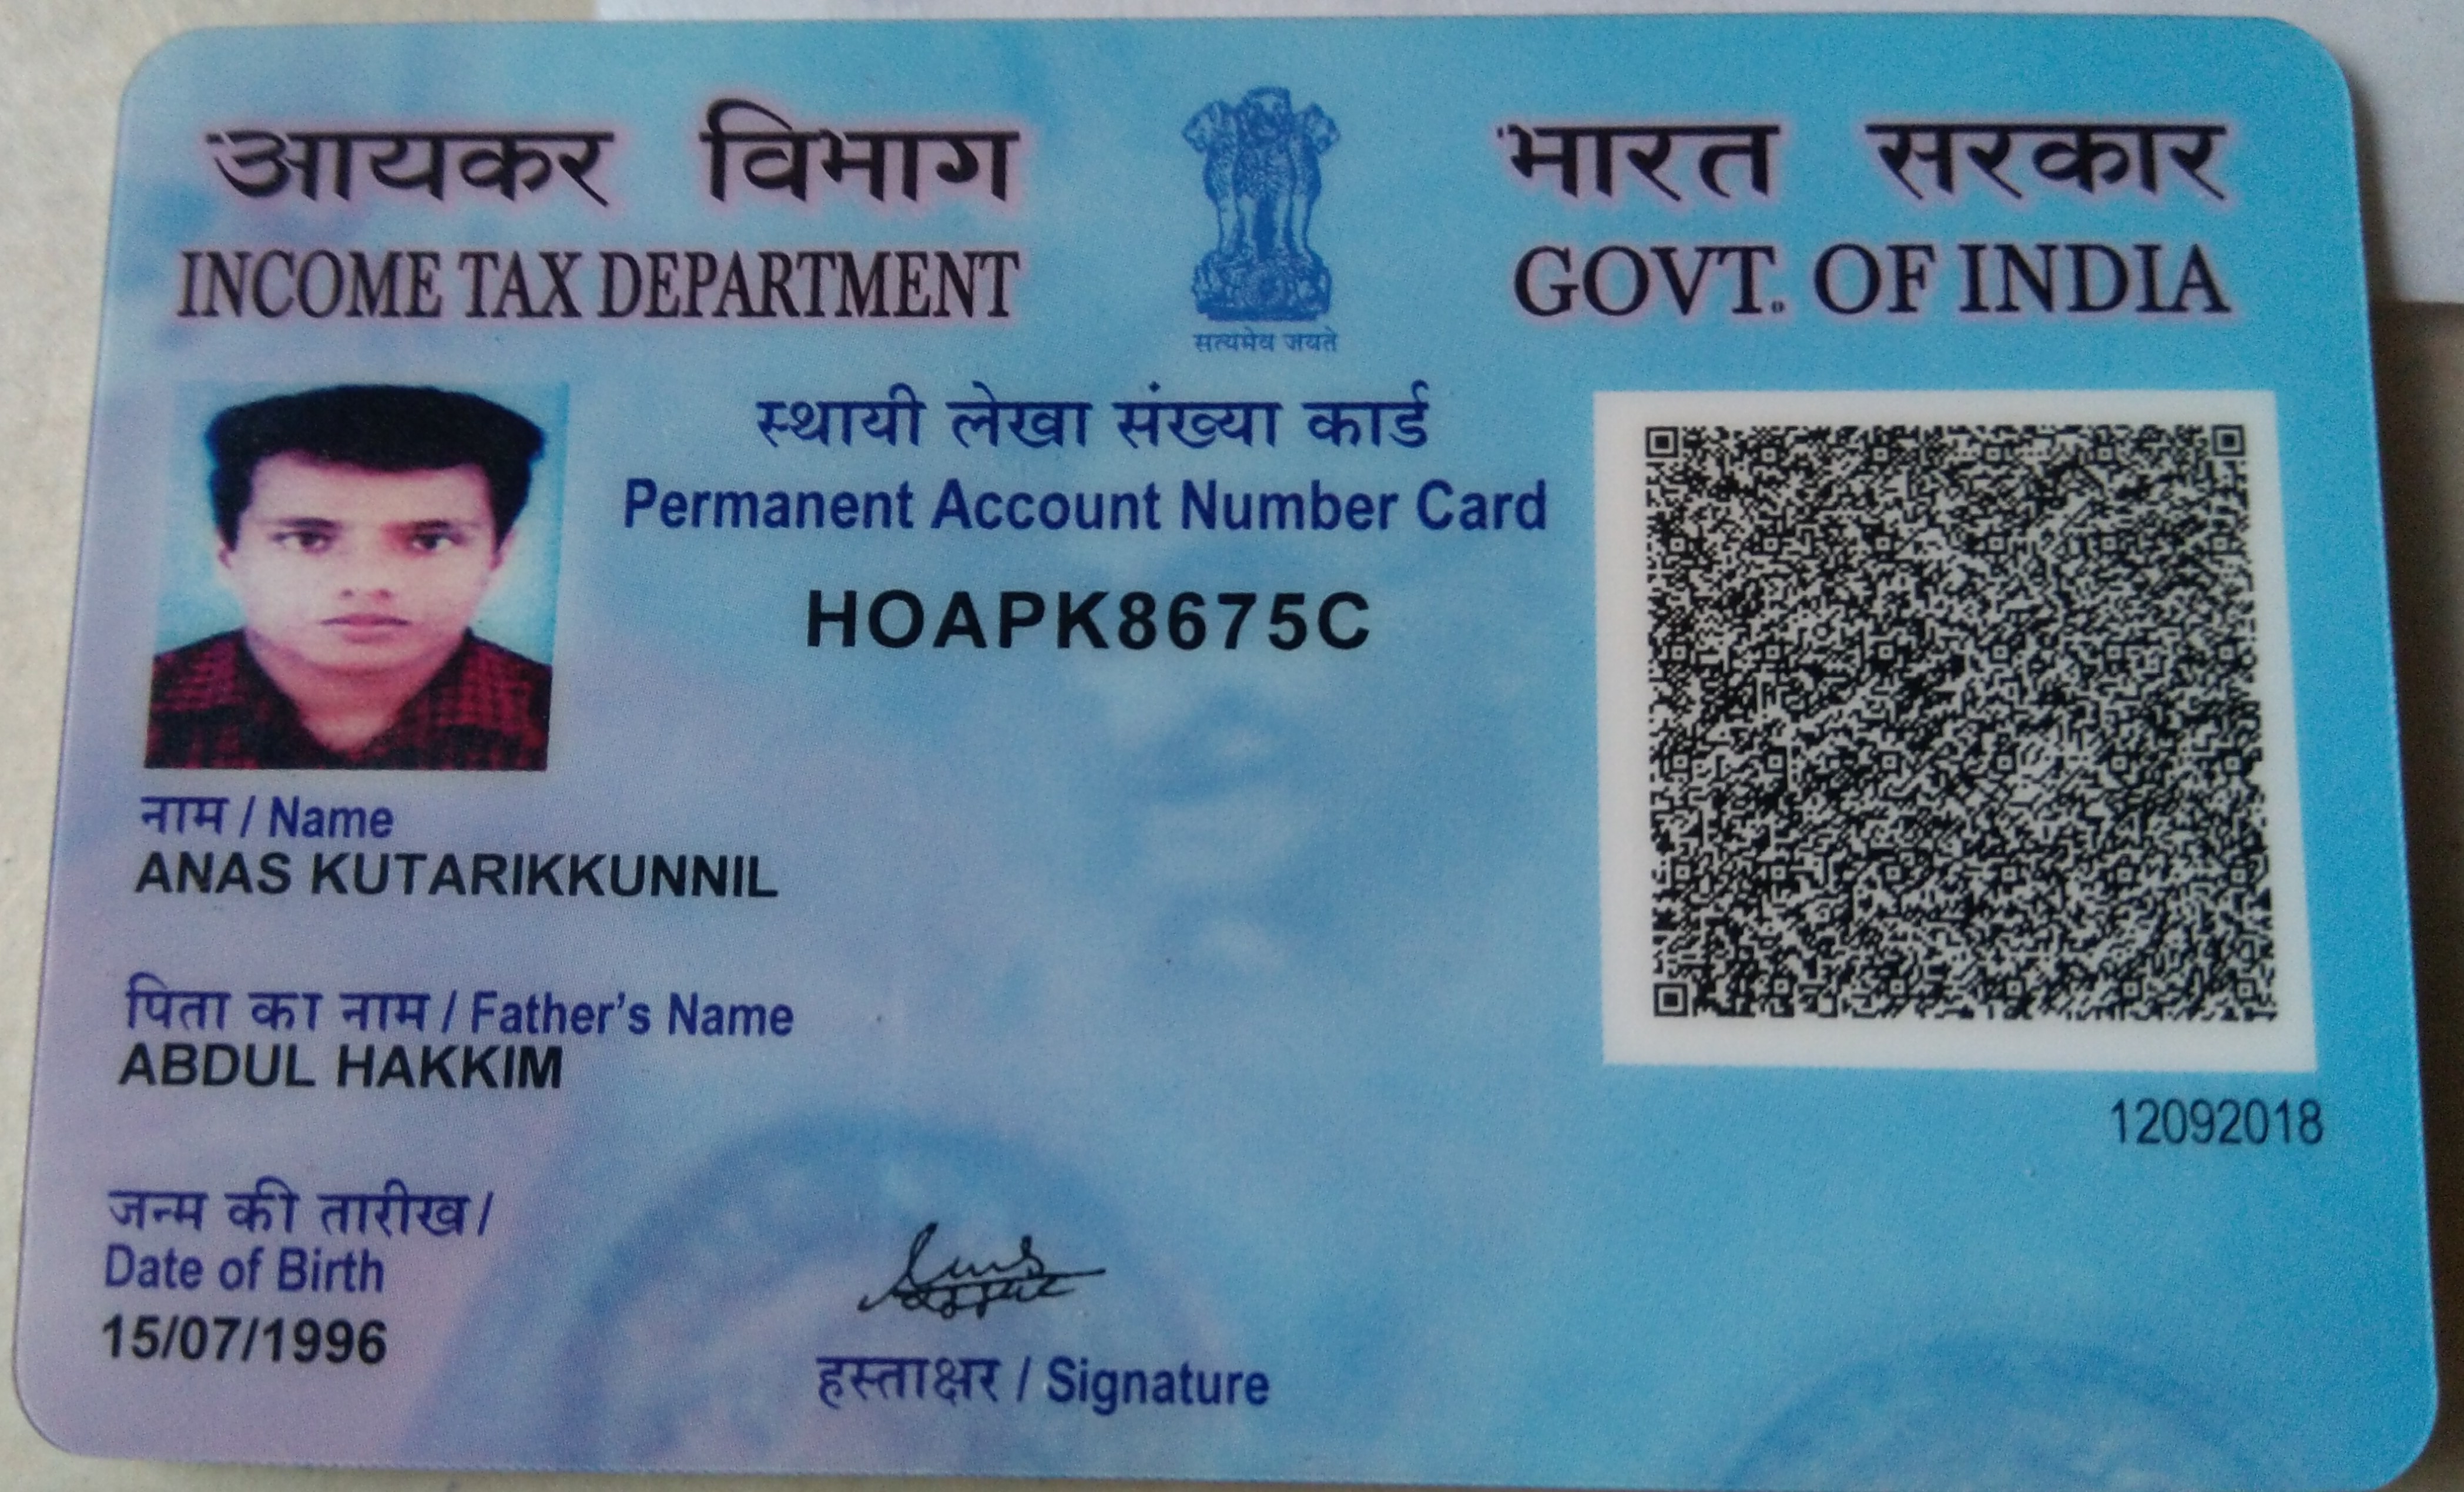 आयकर विभाग
INCOME TAX DEPARTMENT
सत्यमेव जयते
भारत सरकार
GOVT. OF INDIA
स्थायी लेखा संख्या कार्ड
Permanent Account Number Card
HOAPK8675C
नाम / Name
ANAS KUTARIKKUNNIL
पिता का नाम / Father's Name
ABDUL HAKKIM
12092018
जन्म की तारीख /
Date of Birth
15/07/1996
हस्ताक्षर / Signature